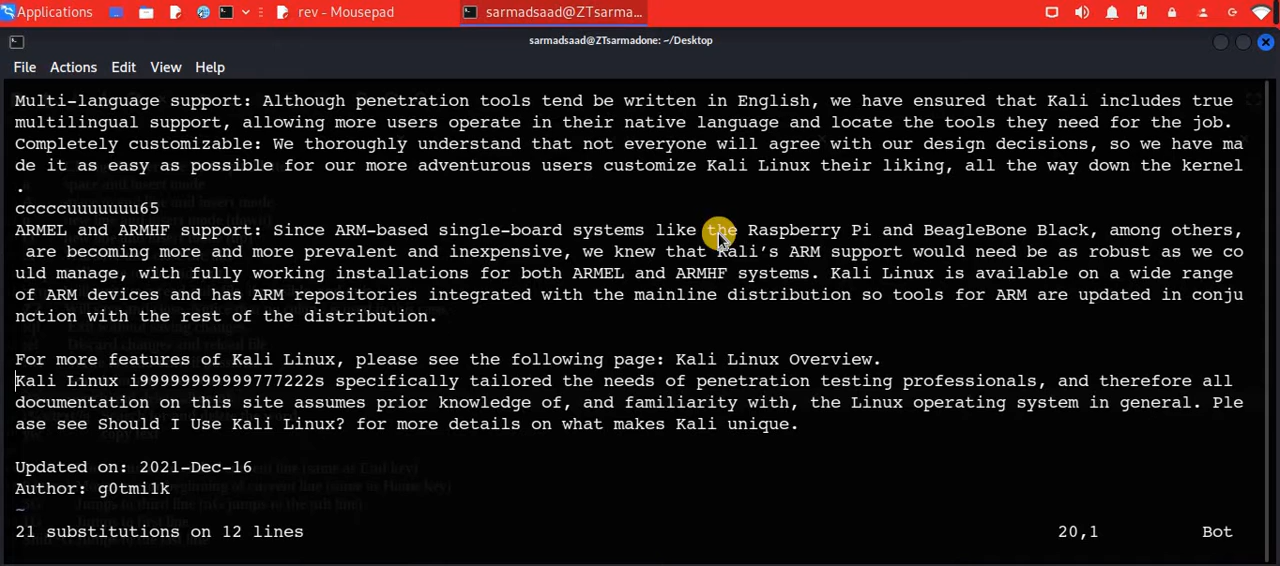 Applications
rev - Mousepad
sarmadsaad@ZTsarma...
sarmadsaad@ZTsarmadone: ~/Desktop
File Actions Edit View Help
Multi-language support: Although penetration tools tend be written in English, we have ensured that Kali includes true
multilingual support, allowing more users operate in their native language and locate the tools they need for the job.
Completely customizable: We thoroughly understand that not everyone will agree with our design decisions, so we have ma
de it as easy as possible for our more adventurous users customize Kali Linux their liking, all the way down the kernel
.
cccccuuuuuuu65
ARMEL and ARMHF support: Since ARM-based single-board systems like the Raspberry Pi and BeagleBone Black, among others,
are becoming more and more prevalent and inexpensive, we knew that Kali’s ARM support would need be as robust as we co
uld manage, with fully working installations for both ARMEL and ARMHF systems. Kali Linux is available on a wide range
of ARM devices and has ARM repositories integrated with the mainline distribution so tools for ARM are updated in conju
nction with the rest of the distribution.
For more features of Kali Linux, please see the following page: Kali Linux Overview.
Kali Linux i999999999999777222s specifically tailored the needs of penetration testing professionals, and therefore all
documentation on this site assumes prior knowledge of, and familiarity with, the Linux operating system in general. Ple
ase see Should I Use Kali Linux? for more details on what makes Kali unique.
Updated on: 2021-Dec-16
Author: g0tmi1k
~
21 substitutions on 12 lines 20,1 Bot